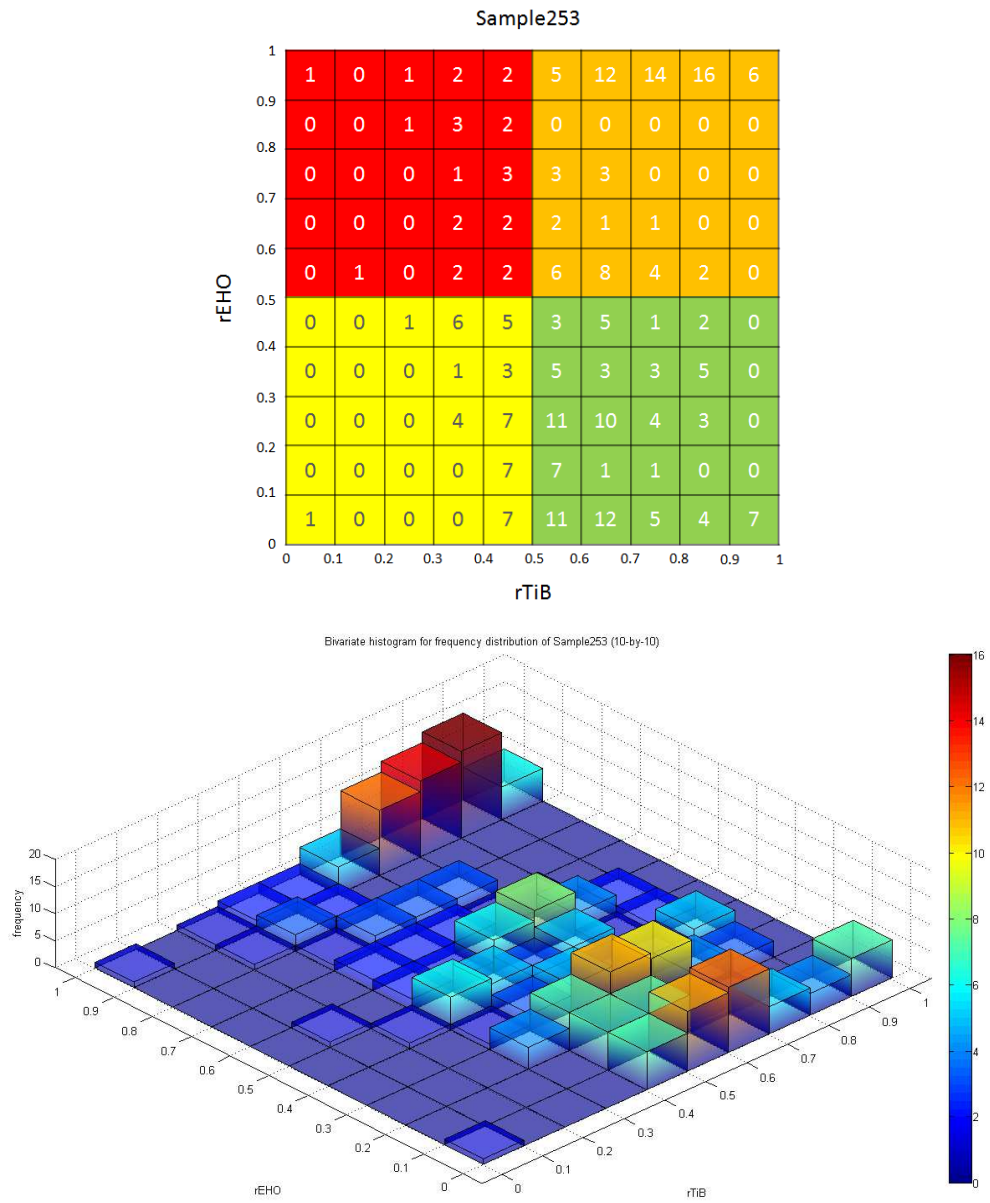 Sample253
1
1 0 1 2 2 5 12 14 16 6
0.9
0 0 1 3 2 0 0 0 0 0
0.8
0 0 0 1 3 3 3 0 0 0
0.7
0 0 0 2 2 2 1 1 0 0
0.6
0 1 0 2 2 6 8 4 2 0
rEHO
0.5
0 0 1 6 5 3 5 1 2 0
0.4
0 0 0 1 3 5 3 3 5 0
0.3
0 0 0 4 7 11 10 4 3 0
0.2
0 0 0 0 7 7 1 1 0 0
0.1
1 0 0 0 7 11 12 5 4 7
0
0 0.1 0.2 0.3 0.4 0.5 0.6 0.7 0.8 0.9 1
rTiB
Bivariate histogram for frequency distribution of Sample253 (10-by-10)
16
14
12
10
8
6
4
2
0
20
15
10
5
0
frequency
1
0.9
0.8
0.7
0.6
0.5
0.4
0.3
0.2
0.1
0
rEHO
0
0.1
0.2
0.3
0.4
0.5
0.6
0.7
0.8
0.9
1
rTiB